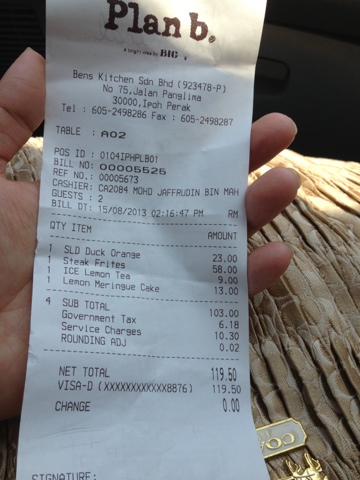 Plan b.
A bright idea by BIG
Bens Kitchen Sdn Bhd (923478-P)
No 75,Jalan Panglima
30000,Ipoh Perak
Tel : 605-2498286 Fax : 605-2498287
TABLE : A02
POS ID : 0104IPHPLB01
BILL NO: 00005525
REF NO.: 00005673
CASHIER: CA2084 MOHD JAFFRUDIN BIN MAH
GUESTS : 2
BILL DT: 15/08/2013 02:16:47 PM RM
QTY ITEM AMOUNT
1 SLD Duck Orange 23.00
1 Steak Frites 58.00
1 ICE Lemon Tea 9.00
1 Lemon Meringue Cake 13.00
4 SUB TOTAL 103.00
Government Tax 6.18
Service Charges 10.30
ROUNDING ADJ 0.02
NET TOTAL 119.50
VISA-D (XXXXXXXXXXXX8876) 119.50
CHANGE 0.00
SIGNATURE: